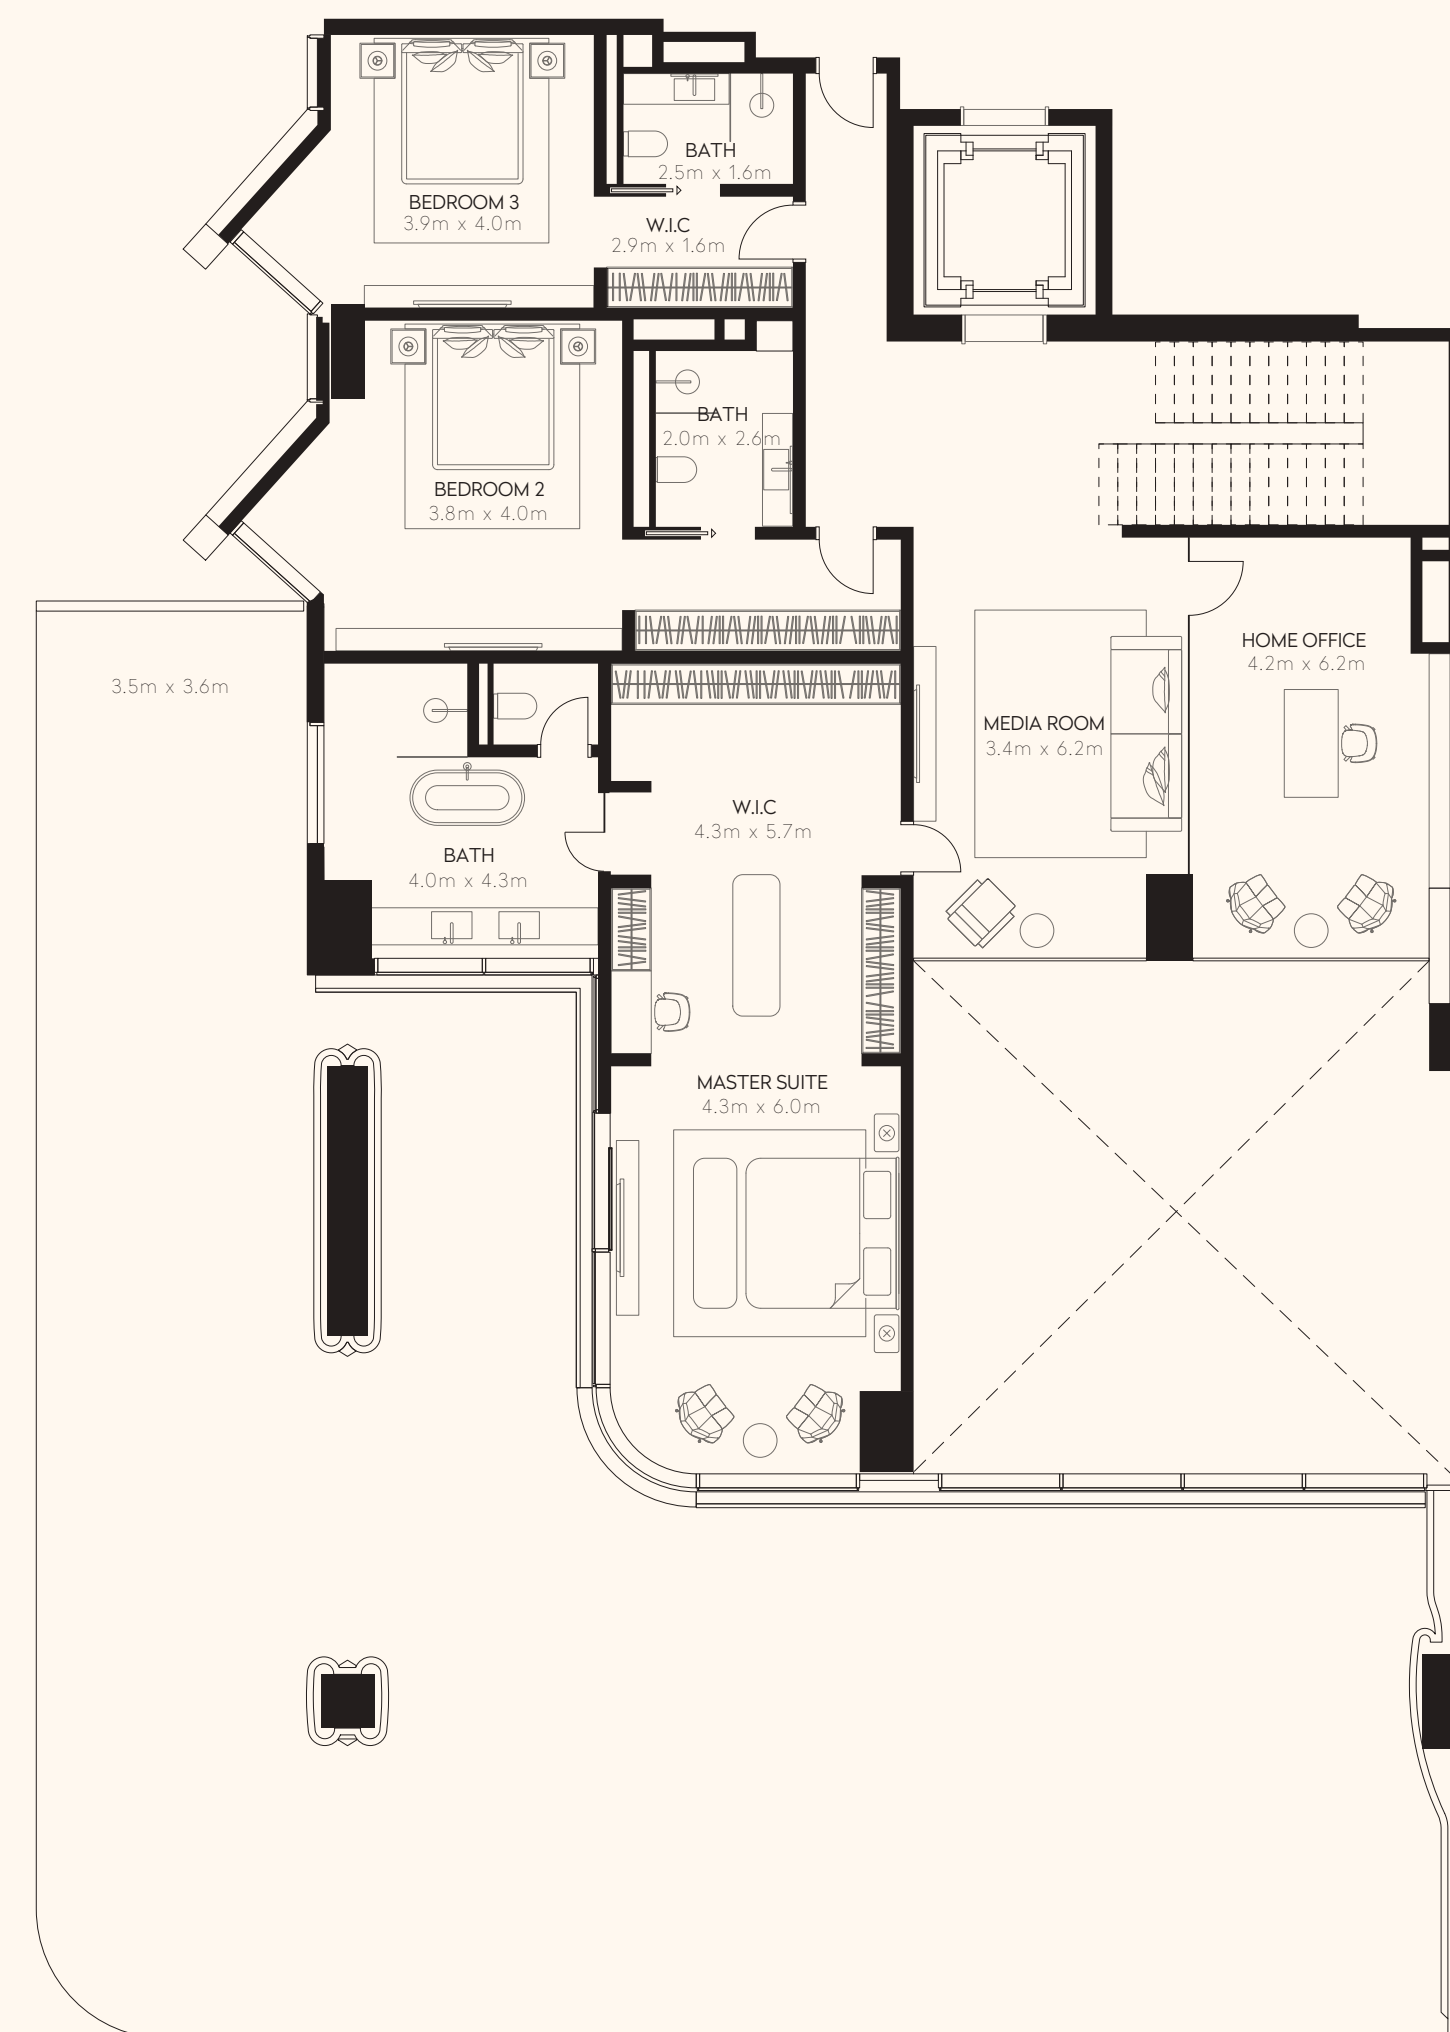 BATH
2.5m x 1.6m
BEDROOM 3
3.9m x 4.0m
W.I.C
2.9m x 1.6m
BATH
2.0m x 2.6m
BEDROOM 2
3.8m x 4.0m
HOME OFFICE
4.2m x 6.2m
3.5m x 3.6m
MEDIA ROOM
3.4m x 6.2m
W.I.C
4.3m x 5.7m
BATH
4.0m x 4.3m
MASTER SUITE
4.3m x 6.0m